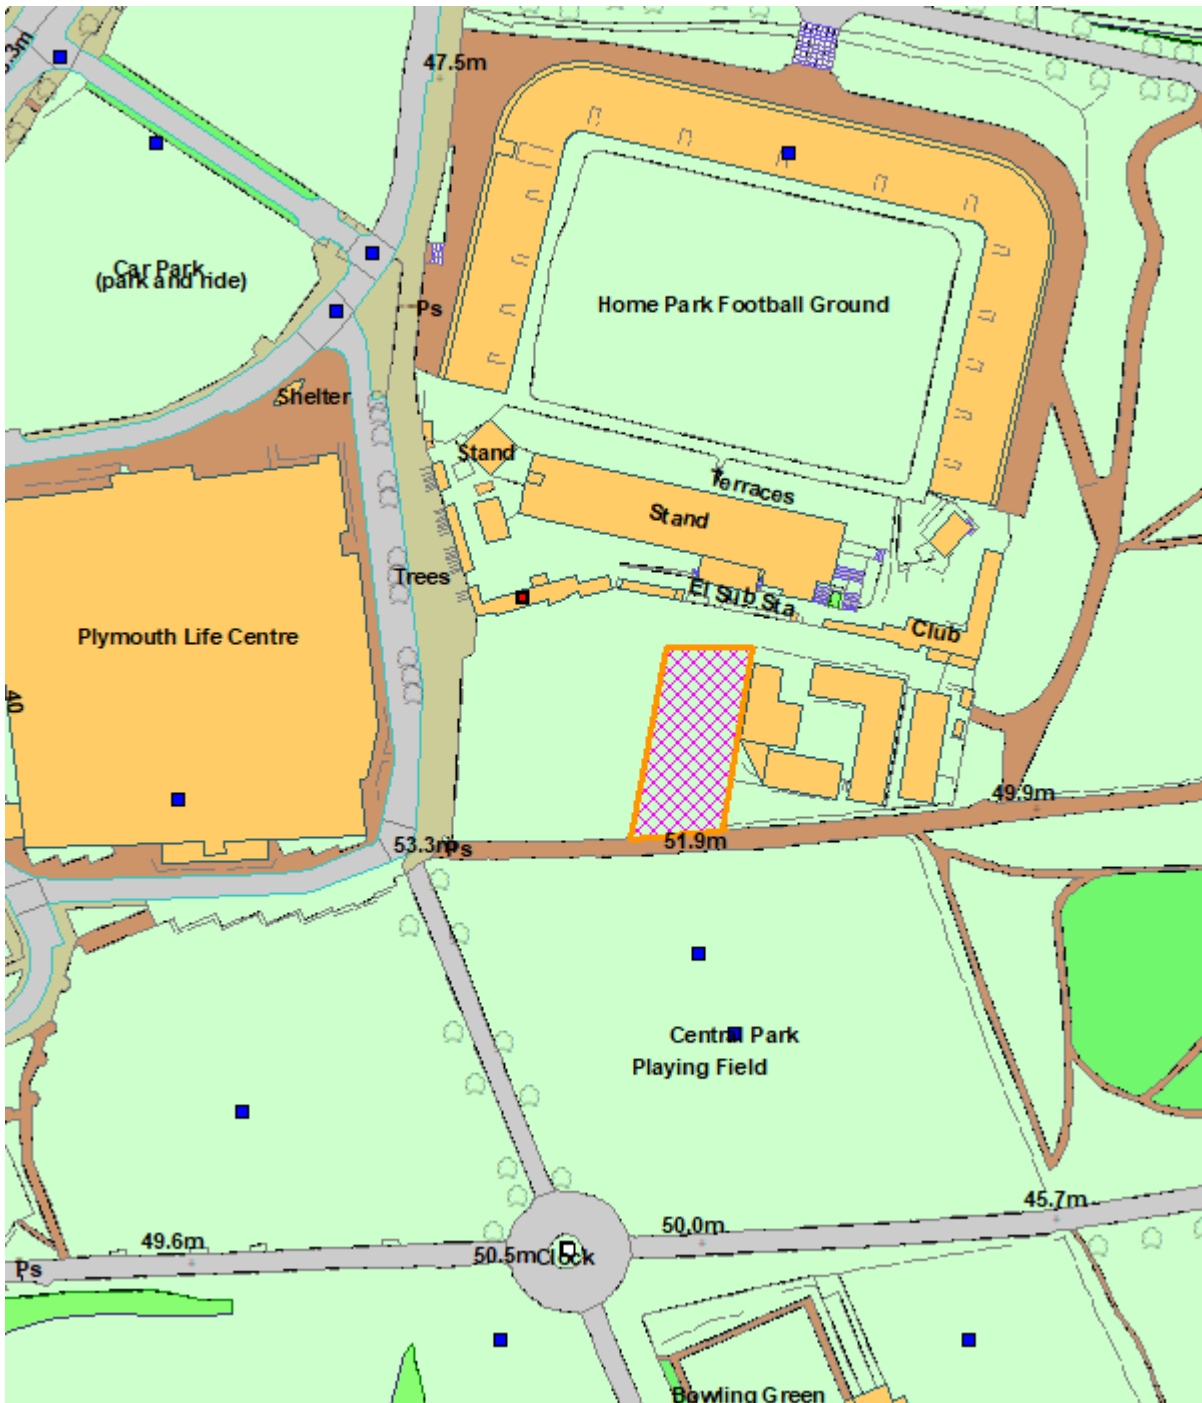 .3m
47.5m
Car Park
(park and ride)
Ps
Home Park Football Ground
Shelter
Stand
Terraces
Stand
Trees
El Sub Sta
Club
Plymouth Life Centre
40
49.9m
53.3m
Ps
51.9m
Central Park
Playing Field
45.7m
50.0m
49.6m
50.5m
Clock
Ps
Bowling Green